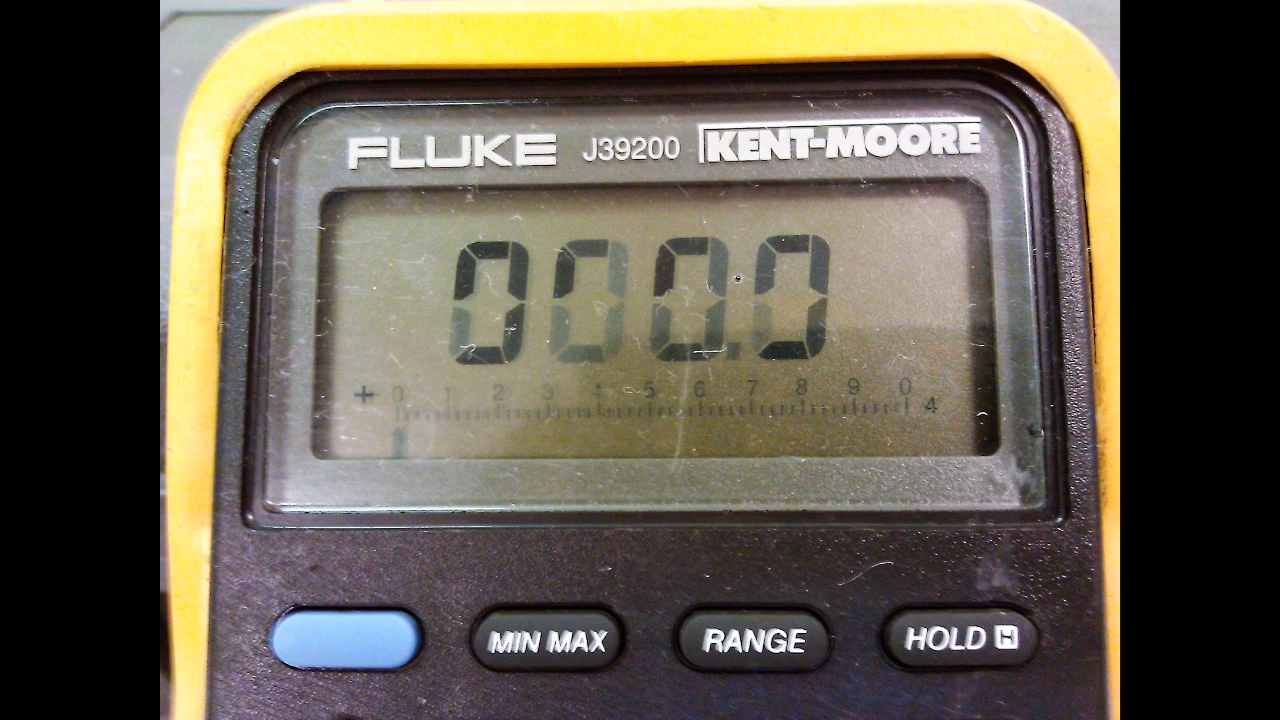 FLUKE J39200 KENT-MOORE
000.0
+ 0 1 2 3 4 5 6 7 8 9 0
4
MIN MAX RANGE HOLD H